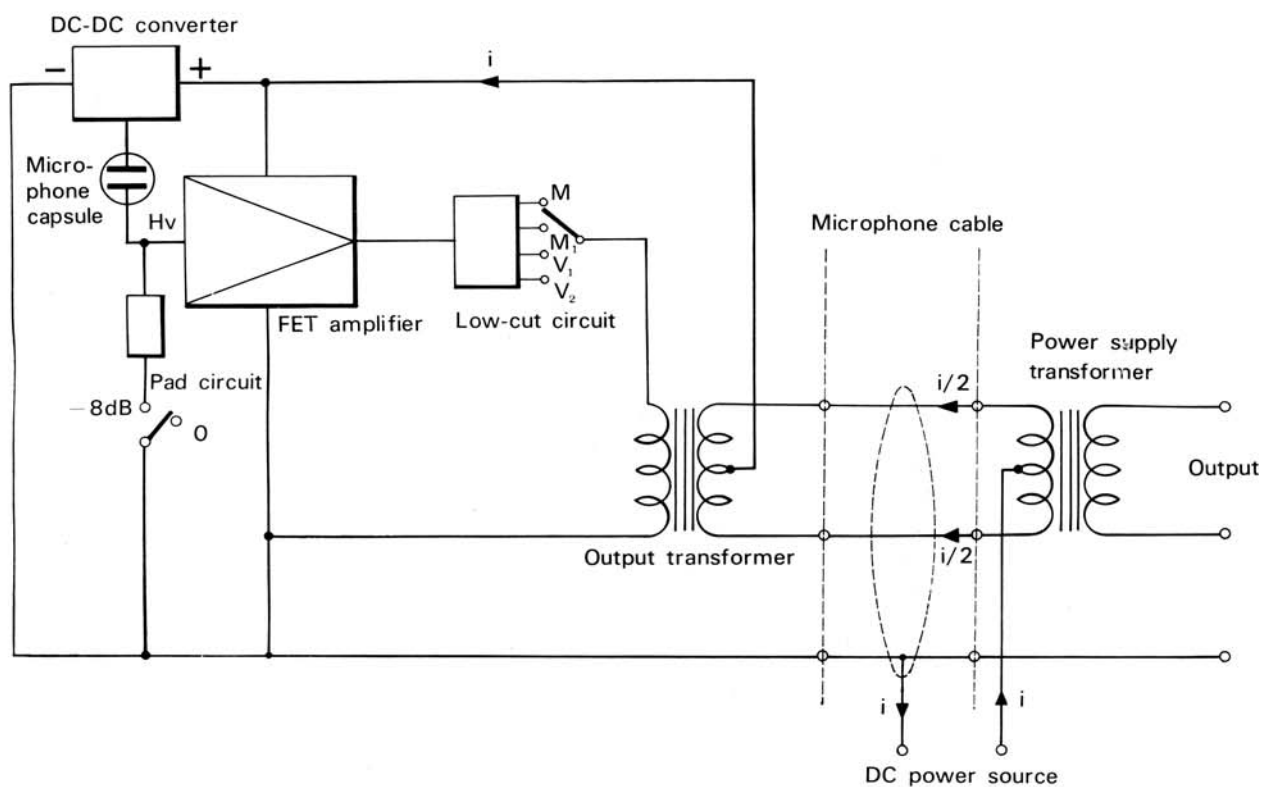 DC-DC converter
− +
i
Micro-
phone
capsule
Hv
M
M₁
V₁
V₂
FET amplifier
Low-cut circuit
Microphone cable
Pad circuit
−8dB
0
Power supply
transformer
i/2
i/2
Output
Output transformer
i
i
DC power source